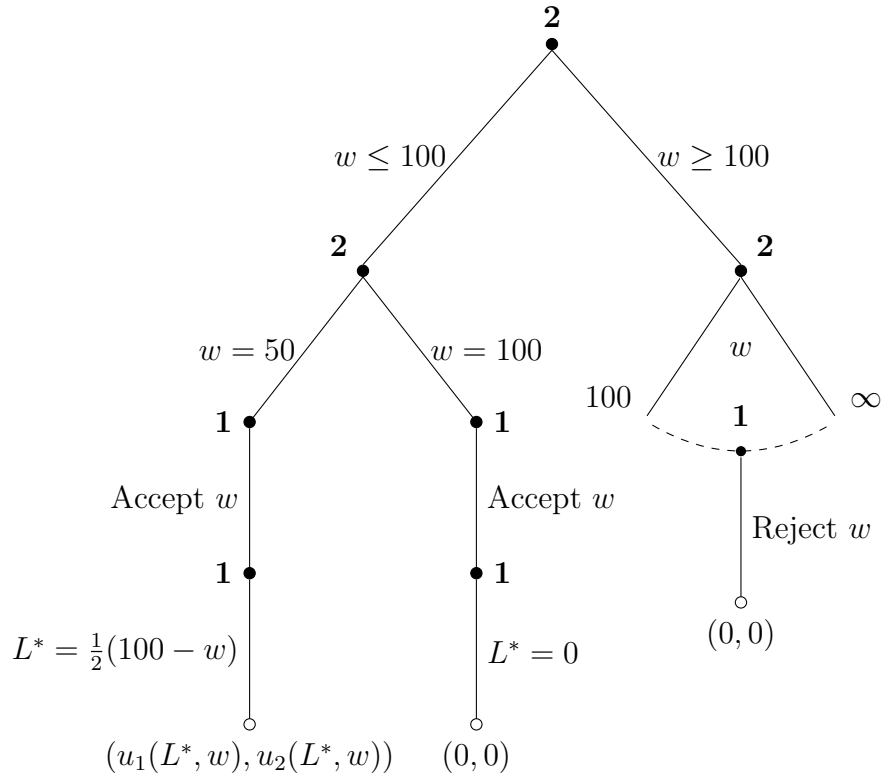 2
w ≤ 100
w ≥ 100
2
2
w = 50
w = 100
w
100
∞
1
1
1
Accept w
Accept w
Reject w
1
1
L* = ½(100 − w)
L* = 0
(0, 0)
(u₁(L*, w), u₂(L*, w))
(0, 0)